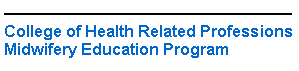 College of Health Related Professions
Midwifery Education Program